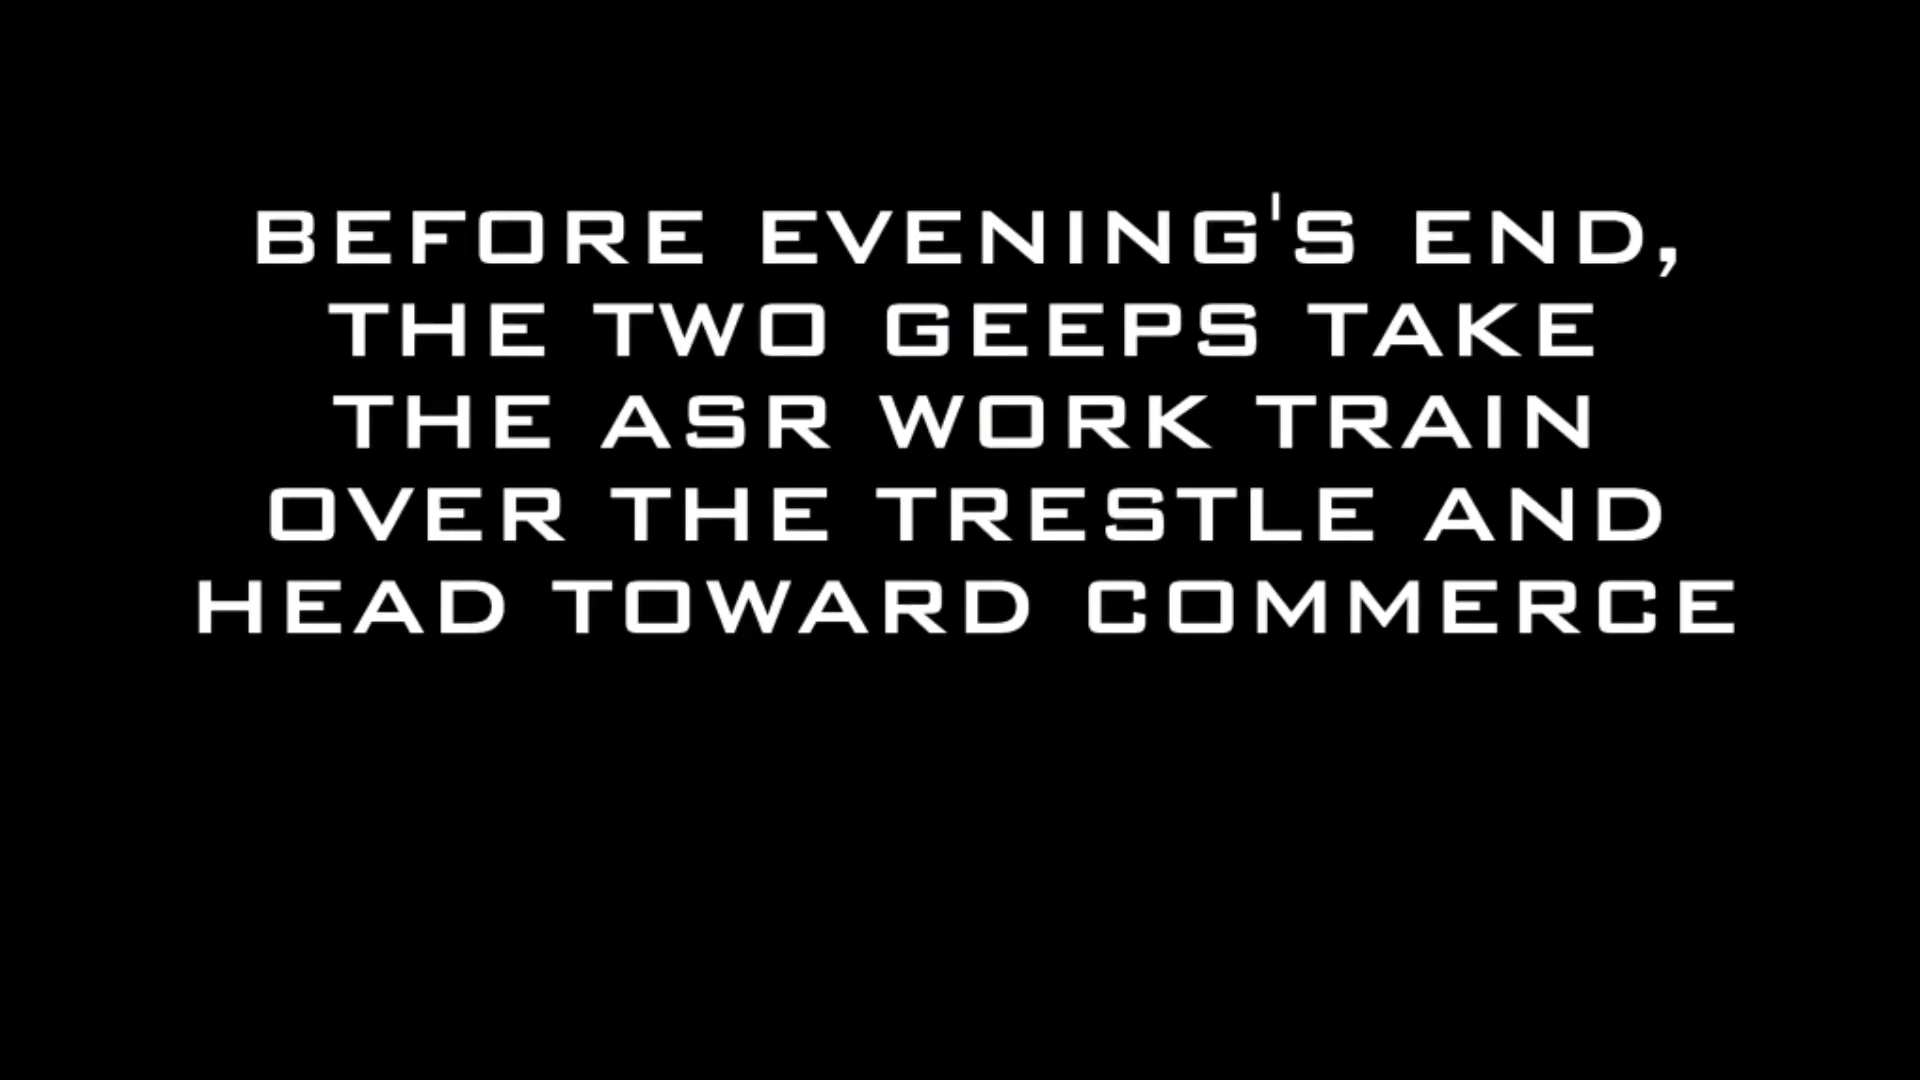 BEFORE EVENING'S END,
THE TWO GEEPS TAKE
THE ASR WORK TRAIN
OVER THE TRESTLE AND
HEAD TOWARD COMMERCE